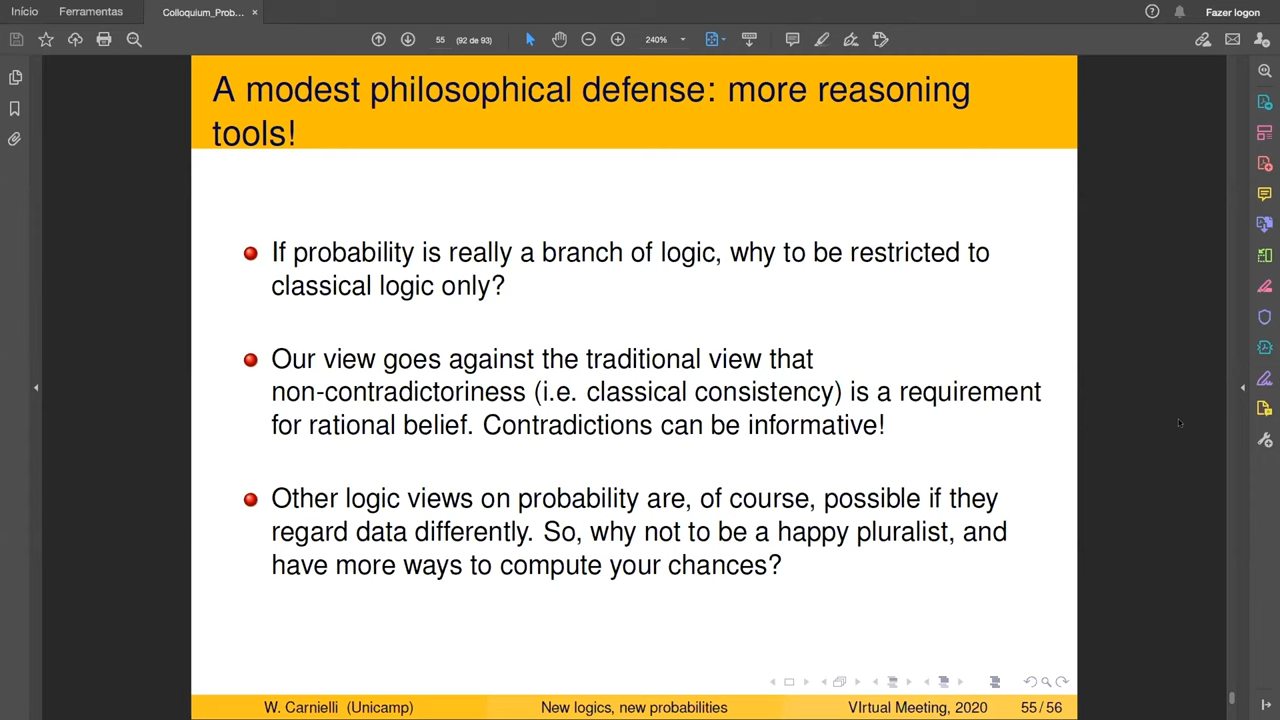 Início Ferramentas Colloquium_Prob... ×
Fazer logon
55 (92 de 93) 240%
A modest philosophical defense: more reasoning
tools!
If probability is really a branch of logic, why to be restricted to
classical logic only?
Our view goes against the traditional view that
non-contradictoriness (i.e. classical consistency) is a requirement
for rational belief. Contradictions can be informative!
Other logic views on probability are, of course, possible if they
regard data differently. So, why not to be a happy pluralist, and
have more ways to compute your chances?
W. Carnielli (Unicamp) New logics, new probabilities VIrtual Meeting, 2020 55 / 56